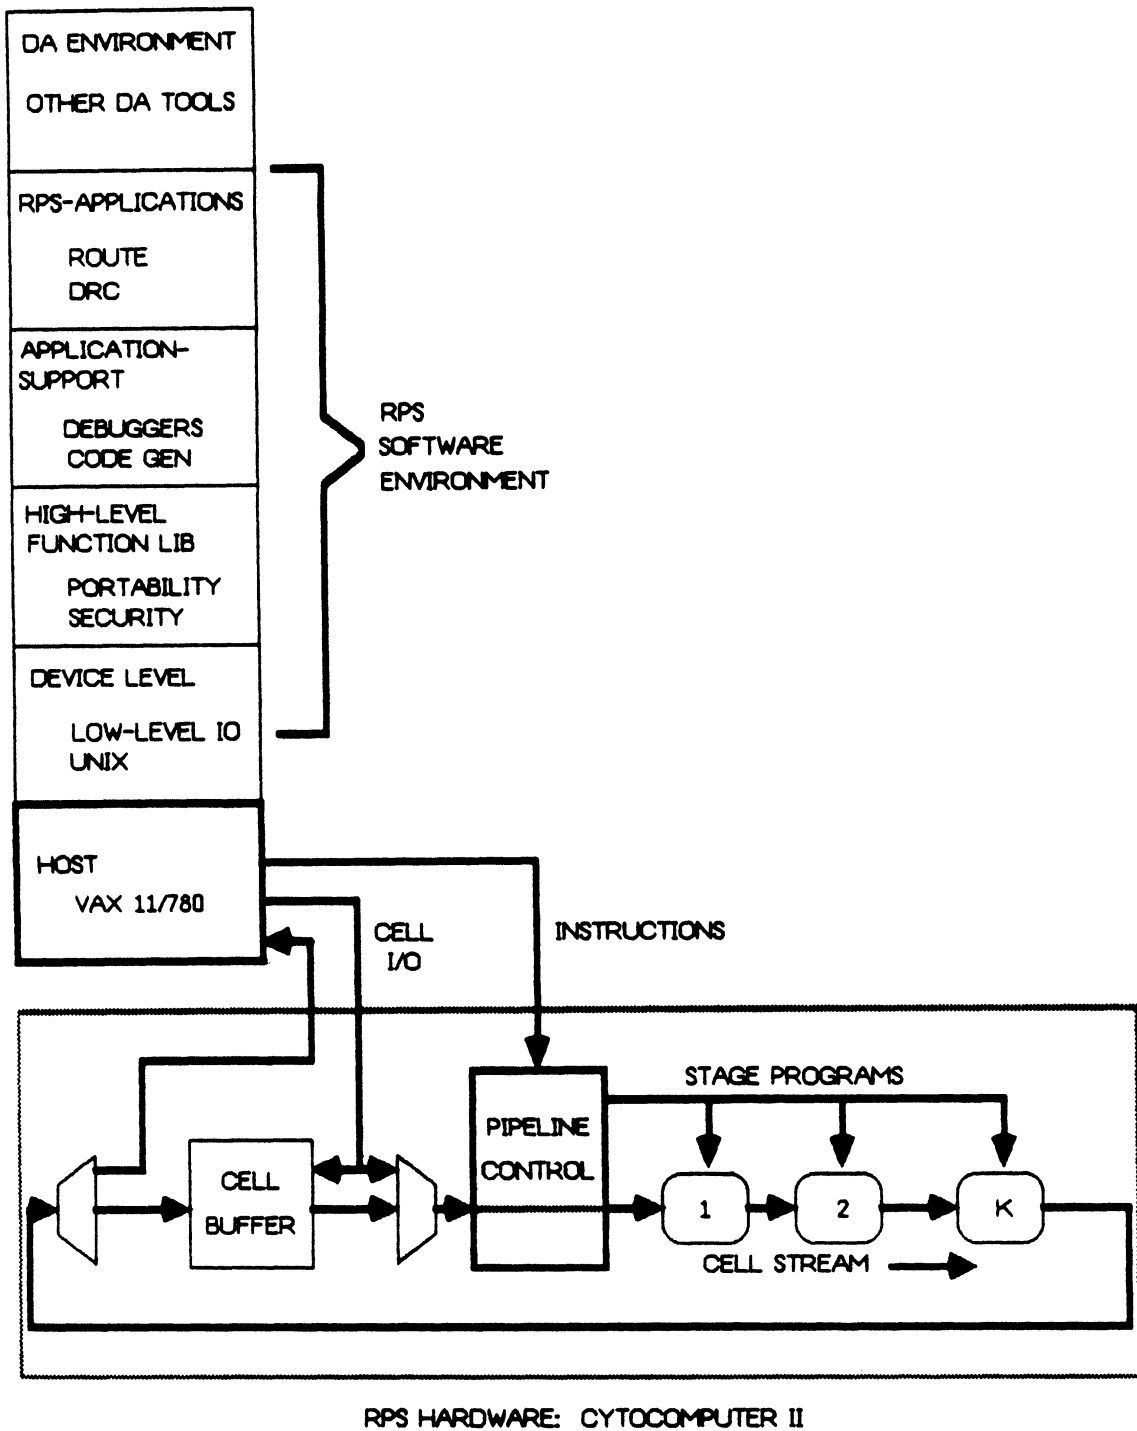 DA ENVIRONMENT
OTHER DA TOOLS
RPS-APPLICATIONS
ROUTE
DRC
APPLICATION-
SUPPORT
DEBUGGERS
CODE GEN
HIGH-LEVEL
FUNCTION LIB
PORTABILITY
SECURITY
DEVICE LEVEL
LOW-LEVEL IO
UNIX
RPS
SOFTWARE
ENVIRONMENT
HOST
VAX 11/780
CELL
I/O
INSTRUCTIONS
STAGE PROGRAMS
PIPELINE
CONTROL
CELL
BUFFER
1
2
K
CELL STREAM
RPS HARDWARE: CYTOCOMPUTER II